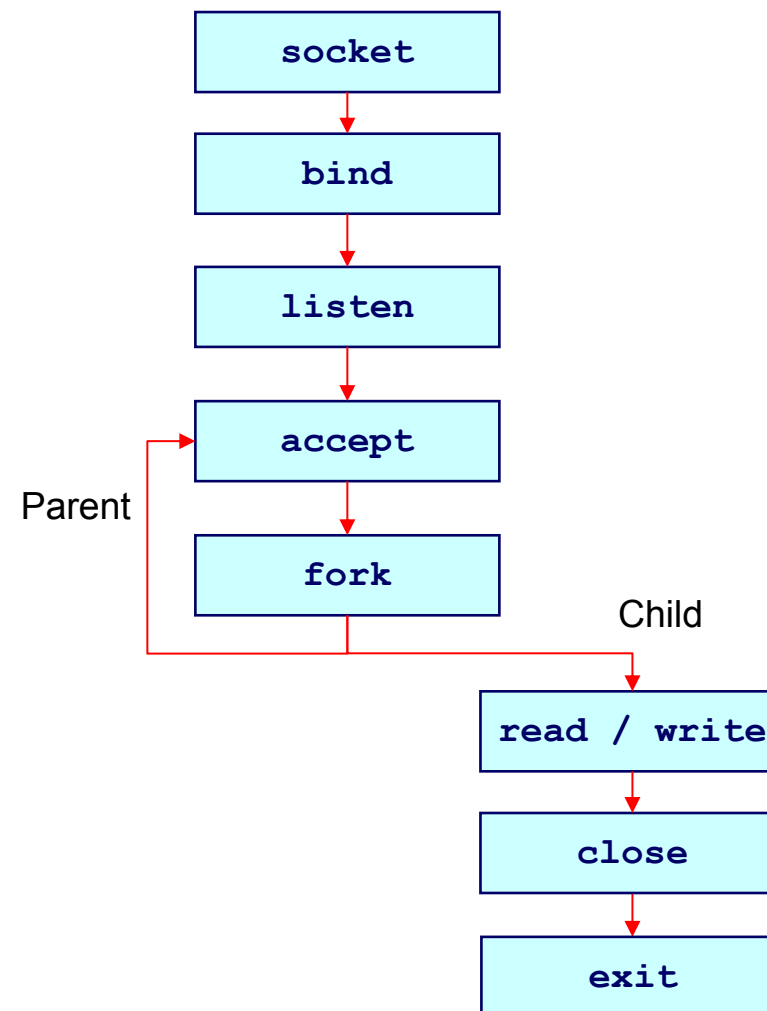 socket
bind
listen
accept
Parent
fork
Child
read / write
close
exit